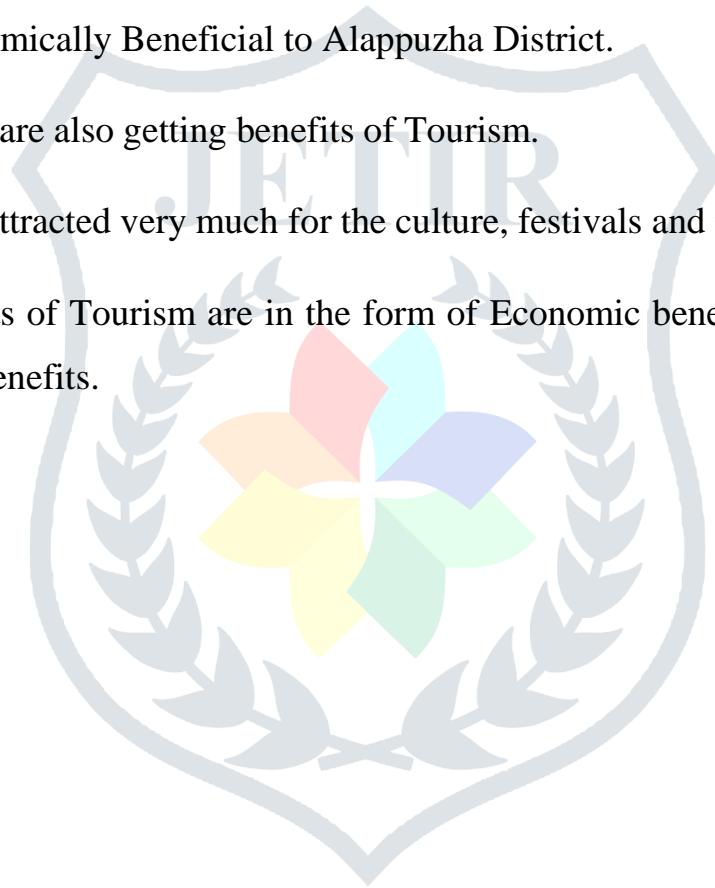 mically Beneficial to Alappuzha District.
are also getting benefits of Tourism.
JETIR
ttracted very much for the culture, festivals and
s of Tourism are in the form of Economic bene
enefits.